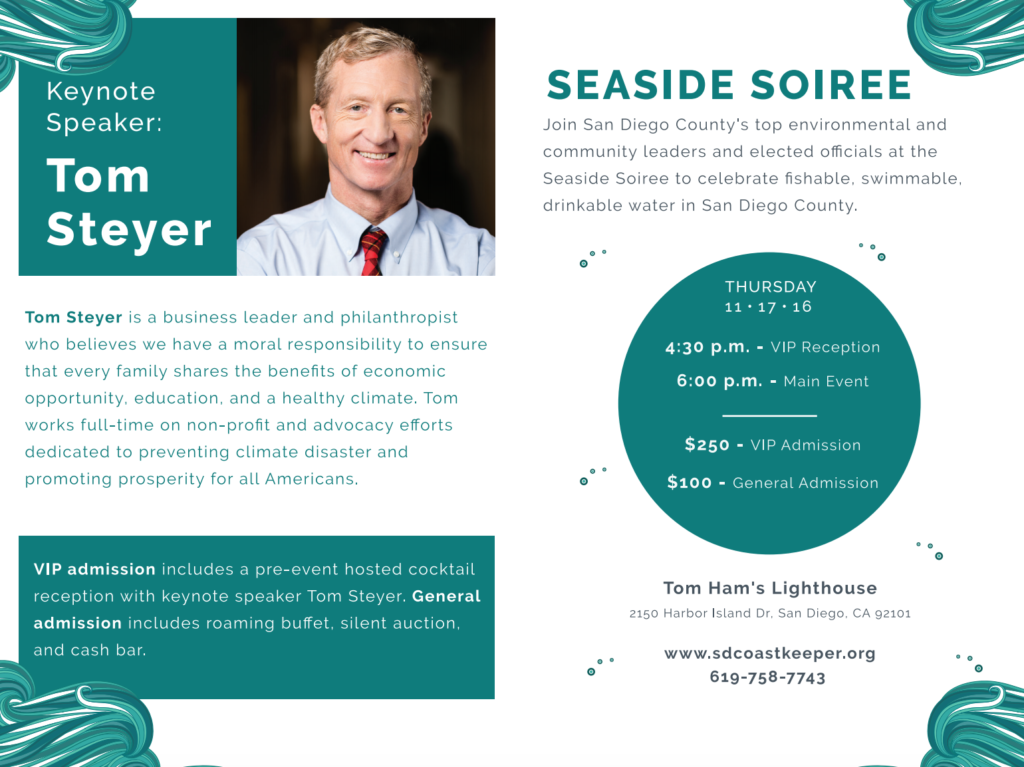 Keynote
Speaker:
Tom
Steyer
Tom Steyer is a business leader and philanthropist
who believes we have a moral responsibility to ensure
that every family shares the benefits of economic
opportunity, education, and a healthy climate. Tom
works full-time on non-profit and advocacy efforts
dedicated to preventing climate disaster and
promoting prosperity for all Americans.
VIP admission includes a pre-event hosted cocktail
reception with keynote speaker Tom Steyer. General
admission includes roaming buffet, silent auction,
and cash bar.
SEASIDE SOIREE
Join San Diego County's top environmental and
community leaders and elected officials at the
Seaside Soiree to celebrate fishable, swimmable,
drinkable water in San Diego County.
THURSDAY
11 • 17 • 16
4:30 p.m. - VIP Reception
6:00 p.m. - Main Event
$250 - VIP Admission
$100 - General Admission
Tom Ham's Lighthouse
2150 Harbor Island Dr, San Diego, CA 92101
www.sdcoastkeeper.org
619-758-7743